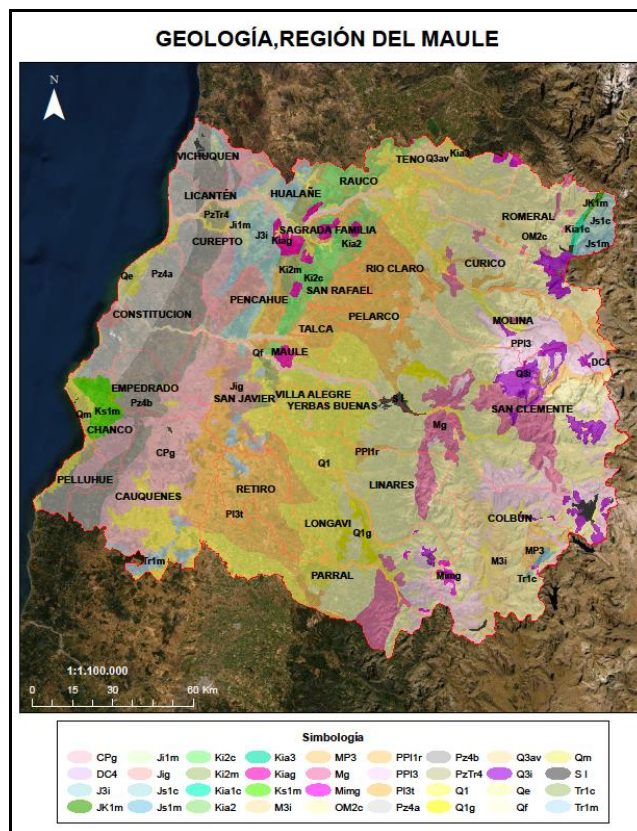 GEOLOGÍA,REGIÓN DEL MAULE
N
VICHUQUEN
TENO
Q3av
Kia3
RAUCO
LICANTÉN
HUALAÑE
JK1m
PzTr4
Ji1m
ROMERAL
Js1c
SAGRADA FAMILIA
Kia1c
CUREPTO
J3i
Kiag
Kia2
OM2c
Js1m
Qe
Pz4a
Ki2m
RIO CLARO
CURICO
Ki2c
PENCAHUE
SAN RAFAEL
CONSTITUCION
PELARCO
MOLINA
TALCA
PPl3
Qf
MAULE
DC4
Q3i
EMPEDRADO
Jig
Qm
Ks1m
Pz4b
SAN JAVIER
VILLA ALEGRE
YERBAS BUENAS
S I
SAN CLEMENTE
CHANCO
Mg
CPg
PPl1r
Q1
PELLUHUE
CAUQUENES
RETIRO
LINARES
Pl3t
LONGAVI
COLBÚN
Q1g
MP3
Tr1m
M3i
PARRAL
Mimg
Tr1c
1:1.100.000
0 15 30 60 Km
Simbología
CPg Ji1m Ki2c Kia3 MP3 PPl1r Pz4b Q3av Qm
DC4 Jig Ki2m Kiag Mg PPl3 PzTr4 Q3i S I
J3i Js1c Kia1c Ks1m Mimg Pl3t Q1 Qe Tr1c
JK1m Js1m Kia2 M3i OM2c Pz4a Q1g Qf Tr1m